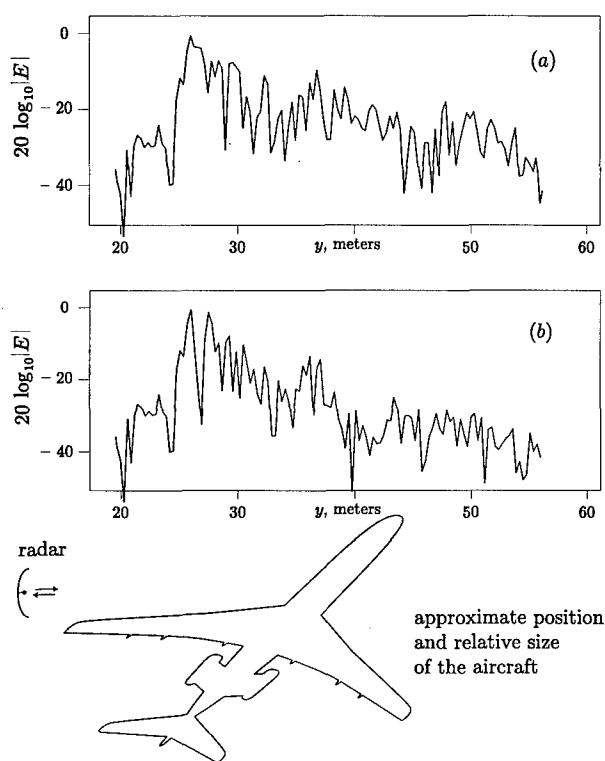 0
− 20
− 40
20 log₁₀|E|
(a)
20
30
y, meters
50
60
0
− 20
− 40
20 log₁₀|E|
(b)
20
30
y, meters
50
60
radar
approximate position
and relative size
of the aircraft